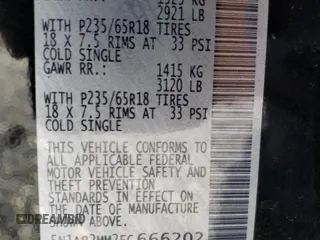 2921 LB
WITH P235/65R18 TIRES
18 X 7.5 RIMS AT 33 PSI
COLD SINGLE
GAWR RR.: 1415 KG
3120 LB
WITH P235/65R18 TIRES
18 X 7.5 RIMS AT 33 PSI
COLD SINGLE
THIS VEHICLE CONFORMS TO
ALL APPLICABLE FEDERAL
MOTOR VEHICLE SAFETY AND
STANDARDS IN EFFECT ON
THE DATE OF MANUFACTURE
SHOWN ABOVE.
DREAMBID